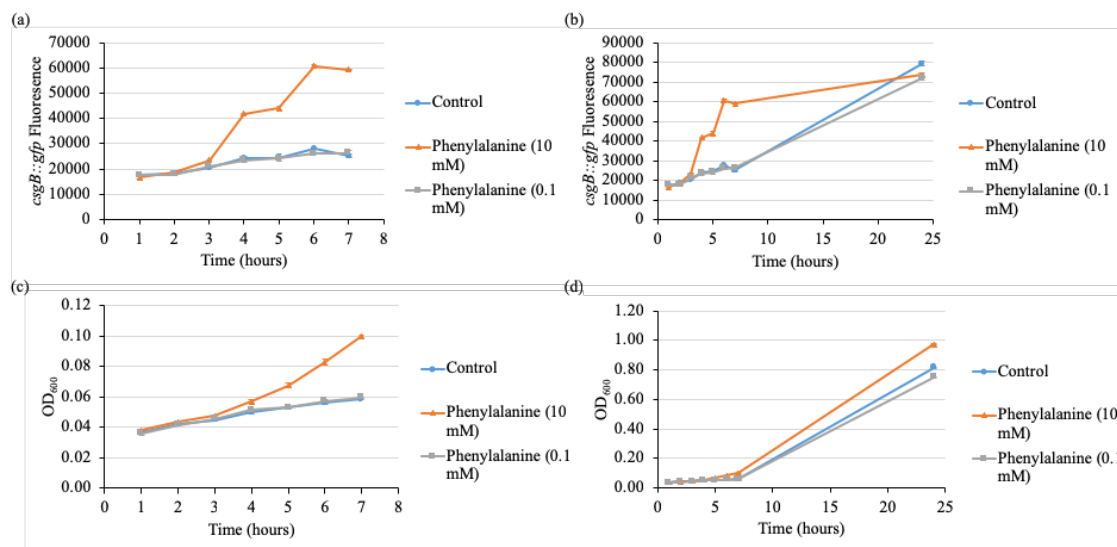 (a)
70000
60000
50000
40000
30000
20000
10000
0
csgB::gfp Fluoresence
0 1 2 3 4 5 6 7 8
Time (hours)
Control
Phenylalanine (10
mM)
Phenylalanine (0.1
mM)
(b)
90000
80000
70000
60000
50000
40000
30000
20000
10000
0
csgB::gfp Fluoresence
0 5 10 15 20 25
Time (hours)
Control
Phenylalanine (10
mM)
Phenylalanine (0.1
mM)
(c)
0.12
0.10
0.08
0.06
0.04
0.02
0.00
OD600
0 1 2 3 4 5 6 7 8
Time (hours)
Control
Phenylalanine (10
mM)
Phenylalanine (0.1
mM)
(d)
1.20
1.00
0.80
0.60
0.40
0.20
0.00
OD600
0 5 10 15 20 25
Time (hours)
Control
Phenylalanine (10
mM)
Phenylalanine (0.1
mM)